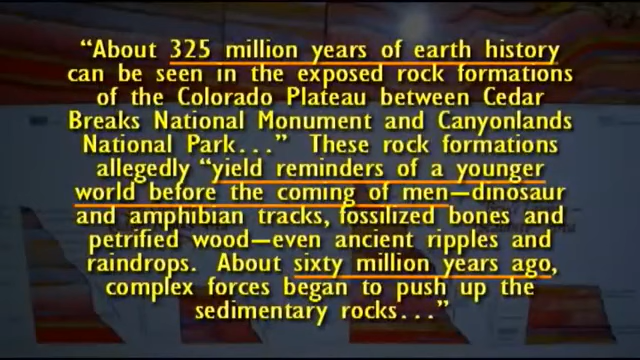 “About 325 million years of earth history
can be seen in the exposed rock formations
of the Colorado Plateau between Cedar
Breaks National Monument and Canyonlands
National Park. . .” These rock formations
allegedly “yield reminders of a younger
world before the coming of men—dinosaur
and amphibian tracks, fossilized bones and
petrified wood—even ancient ripples and
raindrops. About sixty million years ago,
complex forces began to push up the
sedimentary rocks. . .”